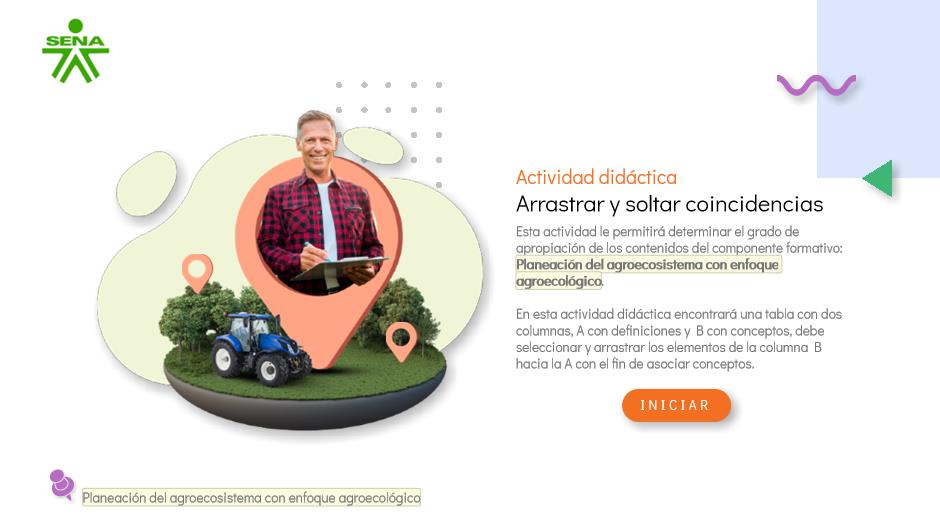 SENA
Actividad didáctica
Arrastrar y soltar coincidencias
Esta actividad le permitirá determinar el grado de
apropiación de los contenidos del componente formativo:
Planeación del agroecosistema con enfoque
agroecológico.
En esta actividad didáctica encontrará una tabla con dos
columnas, A con definiciones y B con conceptos, debe
seleccionar y arrastrar los elementos de la columna B
hacia la A con el fin de asociar conceptos.
INICIAR
Planeación del agroecosistema con enfoque agroecológico